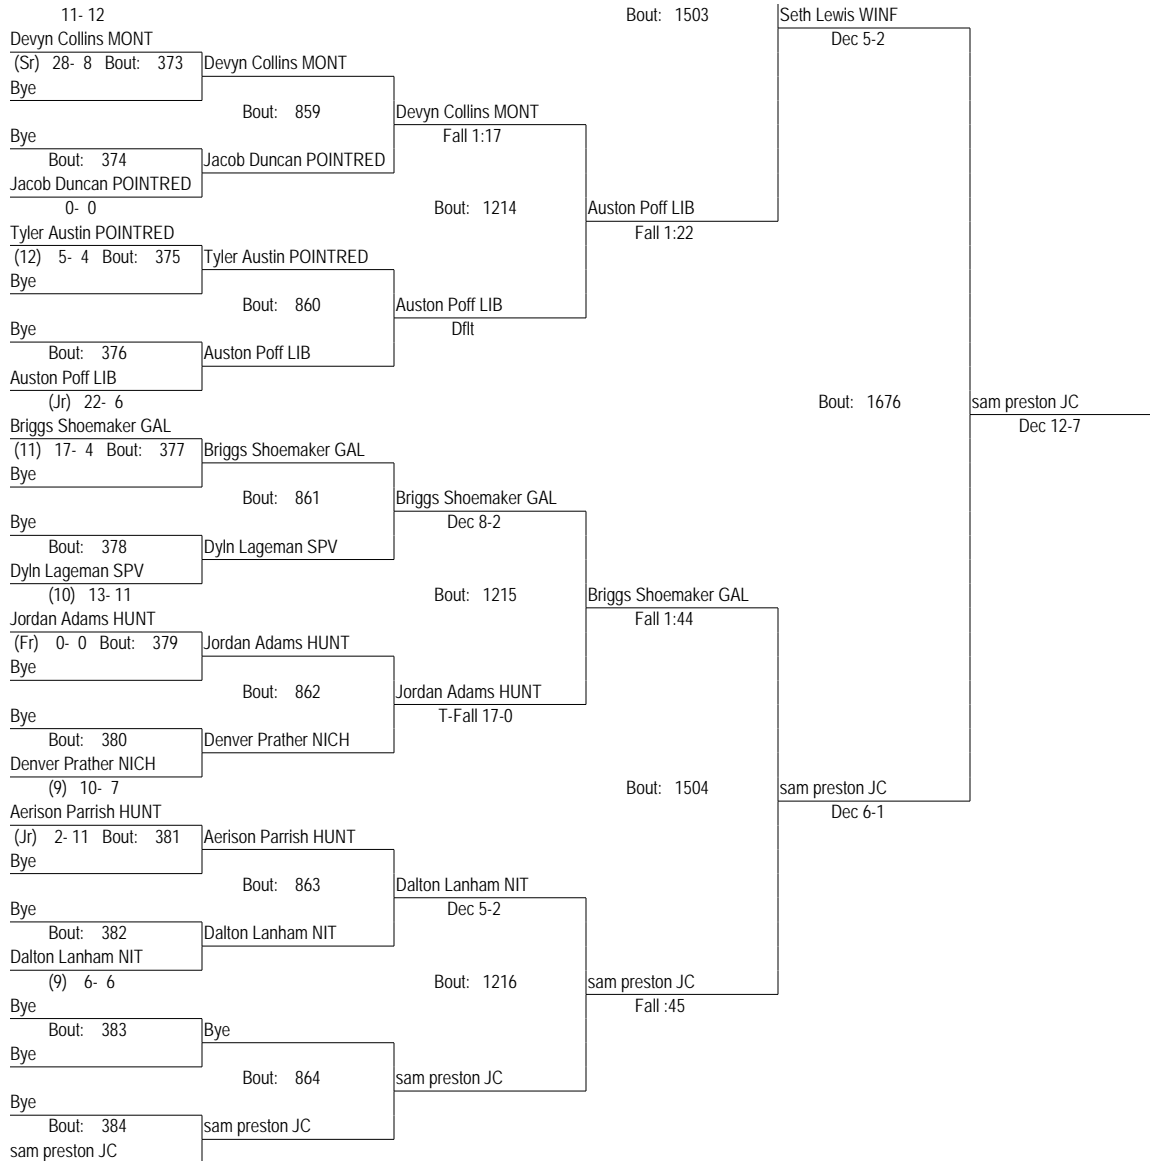 11- 12 Bout: 1503 Seth Lewis WINF
Devyn Collins MONT Dec 5-2
(Sr) 28- 8 Bout: 373 Devyn Collins MONT
Bye
Bout: 859 Devyn Collins MONT
Bye Fall 1:17
Bout: 374 Jacob Duncan POINTRED
Jacob Duncan POINTRED
0- 0 Bout: 1214 Auston Poff LIB
Tyler Austin POINTRED Fall 1:22
(12) 5- 4 Bout: 375 Tyler Austin POINTRED
Bye
Bout: 860 Auston Poff LIB
Bye Dflt
Bout: 376 Auston Poff LIB
Auston Poff LIB
(Jr) 22- 6 Bout: 1676 sam preston JC
Briggs Shoemaker GAL Dec 12-7
(11) 17- 4 Bout: 377 Briggs Shoemaker GAL
Bye
Bout: 861 Briggs Shoemaker GAL
Bye Dec 8-2
Bout: 378 Dyln Lageman SPV
Dyln Lageman SPV
(10) 13- 11 Bout: 1215 Briggs Shoemaker GAL
Jordan Adams HUNT Fall 1:44
(Fr) 0- 0 Bout: 379 Jordan Adams HUNT
Bye
Bout: 862 Jordan Adams HUNT
Bye T-Fall 17-0
Bout: 380 Denver Prather NICH
Denver Prather NICH
(9) 10- 7 Bout: 1504 sam preston JC
Aerison Parrish HUNT Dec 6-1
(Jr) 2- 11 Bout: 381 Aerison Parrish HUNT
Bye
Bout: 863 Dalton Lanham NIT
Bye Dec 5-2
Bout: 382 Dalton Lanham NIT
Dalton Lanham NIT
(9) 6- 6 Bout: 1216 sam preston JC
Bye Fall :45
Bout: 383 Bye
Bye
Bout: 864 sam preston JC
Bye
Bout: 384 sam preston JC
sam preston JC